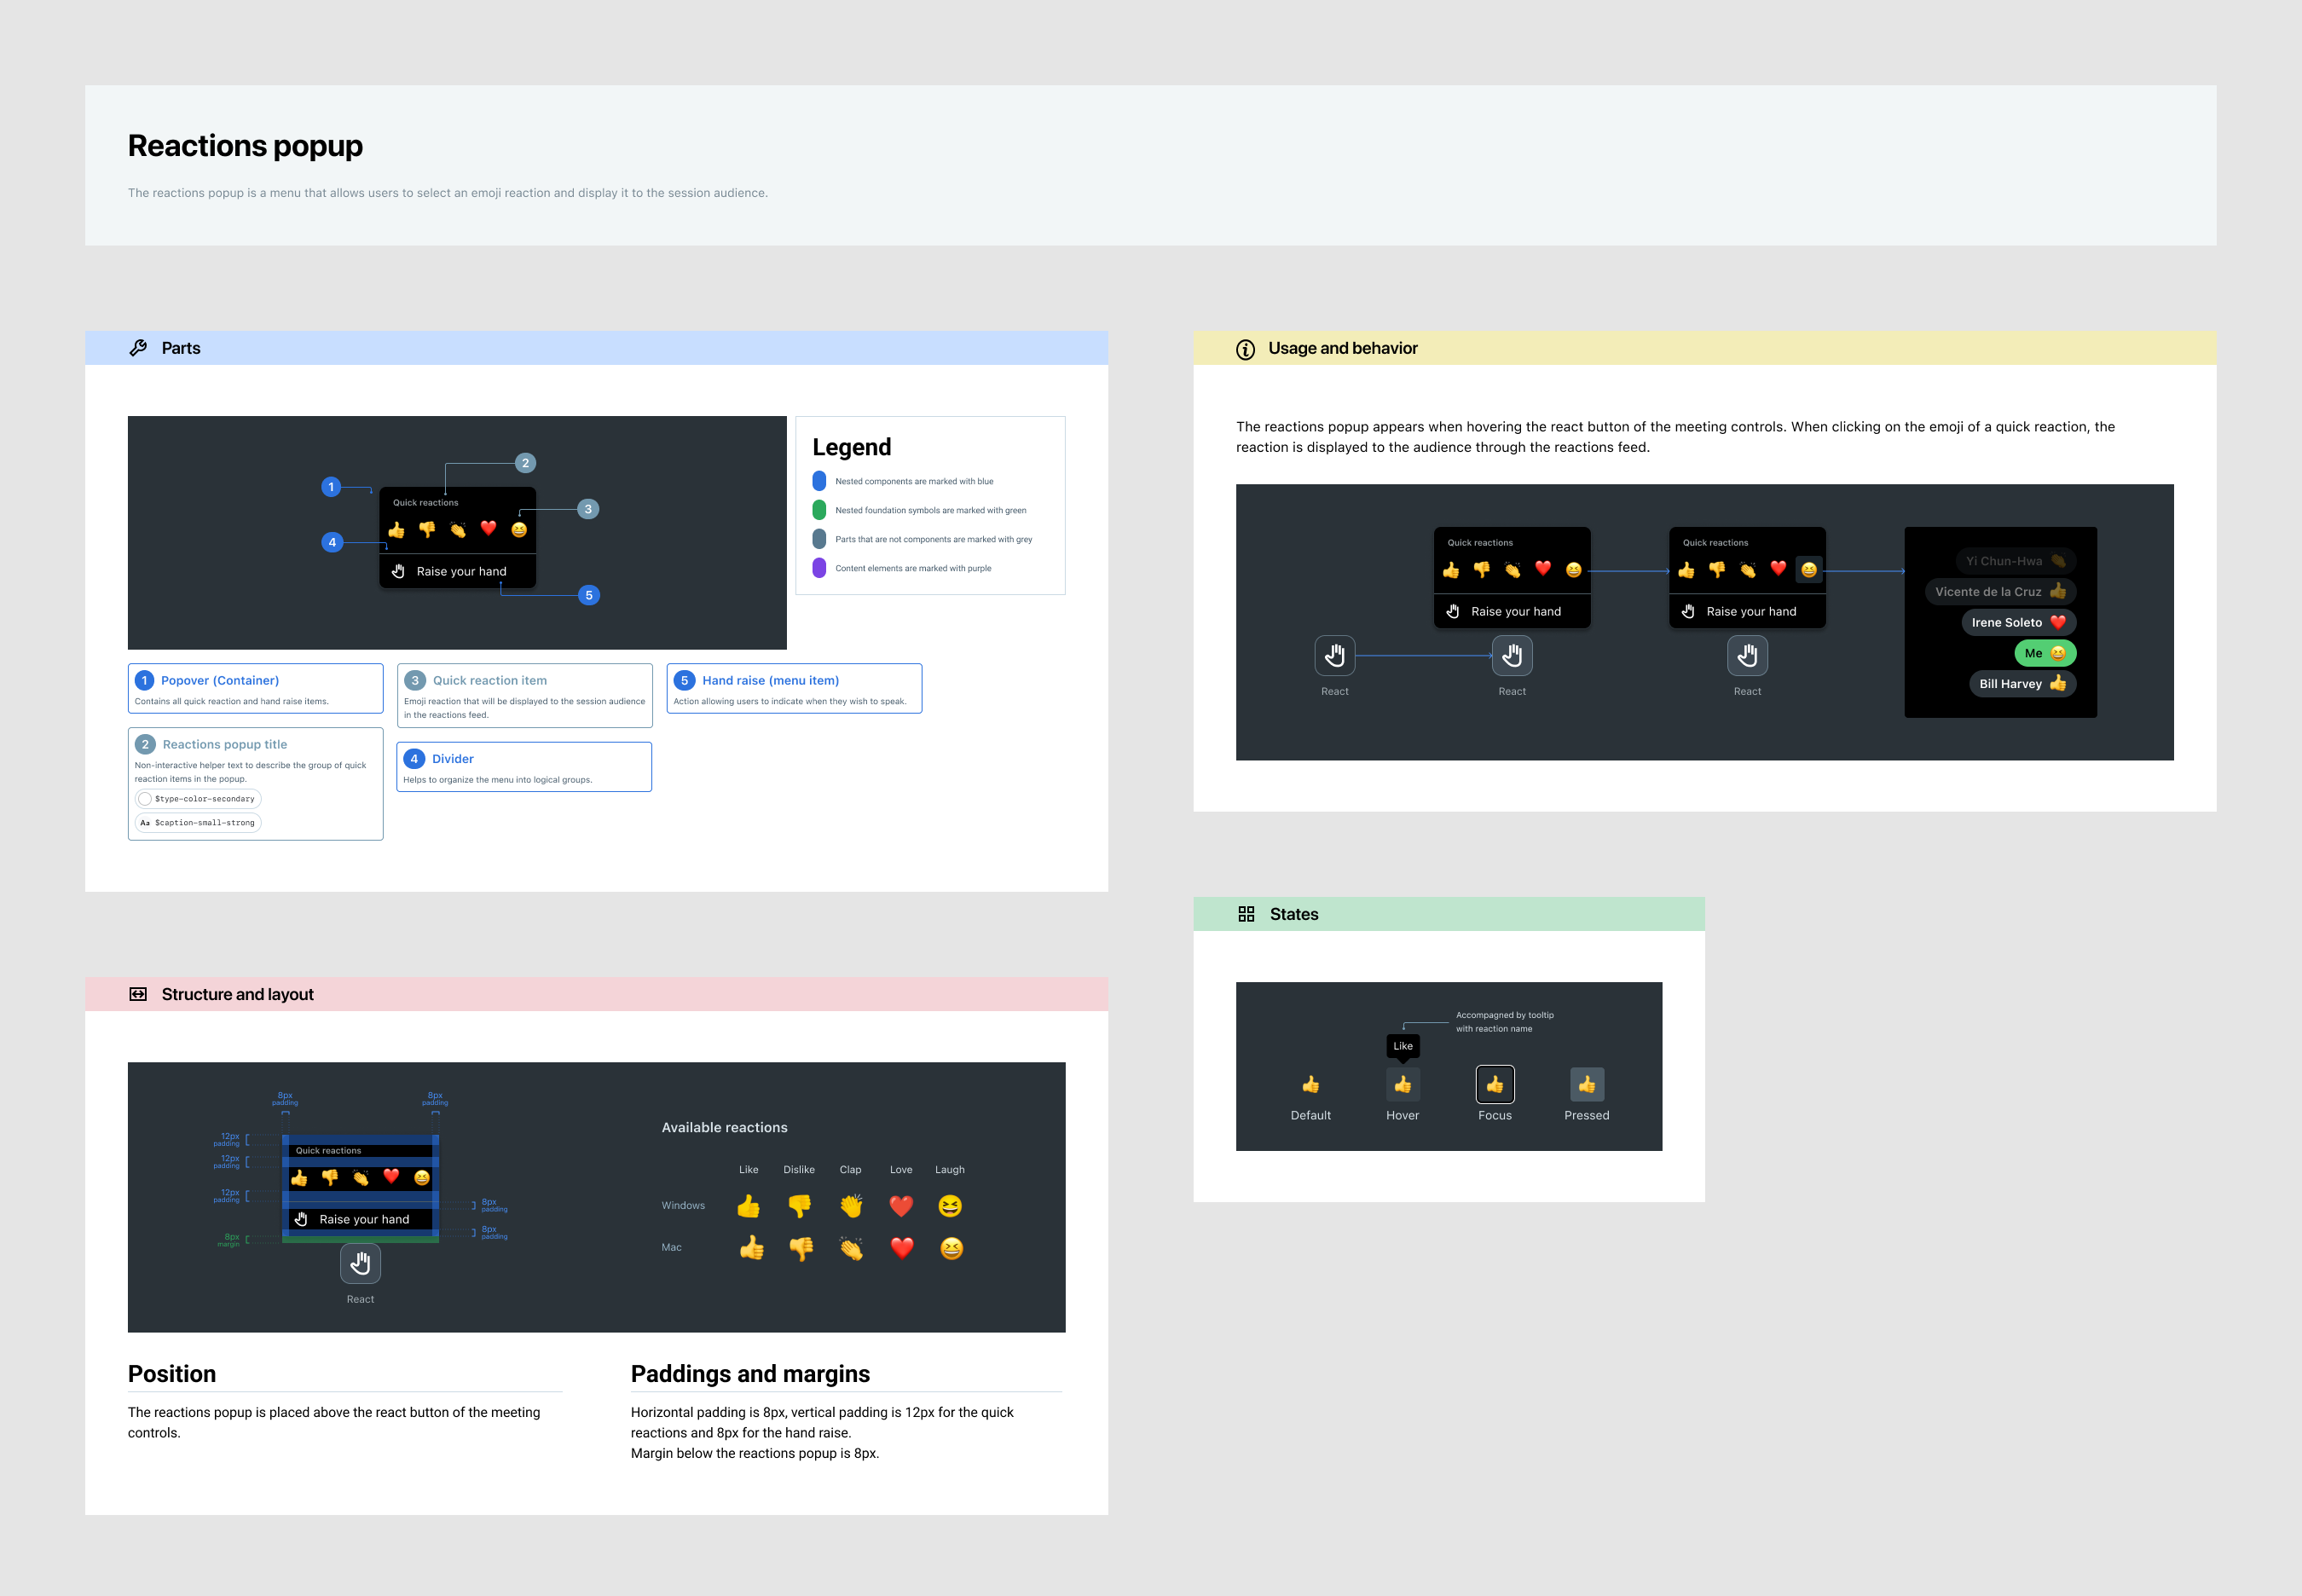 Reactions popup
The reactions popup is a menu that allows users to select an emoji reaction and display it to the session audience.
Parts
1
2
3
4
5
Quick reactions
Raise your hand
Legend
Nested components are marked with blue
Nested foundation symbols are marked with green
Parts that are not components are marked with grey
Content elements are marked with purple
1 Popover (Container)
Contains all quick reaction and hand raise items.
2 Reactions popup title
Non-interactive helper text to describe the group of quick
reaction items in the popup.
$type-color-secondary
Aa $caption-small-strong
3 Quick reaction item
Emoji reaction that will be displayed to the session audience
in the reactions feed.
4 Divider
Helps to organize the menu into logical groups.
5 Hand raise (menu item)
Action allowing users to indicate when they wish to speak.
Usage and behavior
The reactions popup appears when hovering the react button of the meeting controls. When clicking on the emoji of a quick reaction, the
reaction is displayed to the audience through the reactions feed.
React
Quick reactions
Raise your hand
React
Quick reactions
Raise your hand
React
Yi Chun-Hwa
Vicente de la Cruz
Irene Soleto
Me
Bill Harvey
States
Accompagned by tooltip
with reaction name
Like
Default
Hover
Focus
Pressed
Structure and layout
8px
padding
8px
padding
12px
padding
12px
padding
12px
padding
8px
margin
8px
padding
8px
padding
Quick reactions
Raise your hand
React
Available reactions
Like Dislike Clap Love Laugh
Windows
Mac
Position
The reactions popup is placed above the react button of the meeting
controls.
Paddings and margins
Horizontal padding is 8px, vertical padding is 12px for the quick
reactions and 8px for the hand raise.
Margin below the reactions popup is 8px.